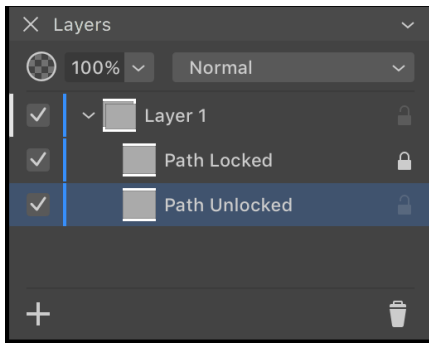 Layers
100% Normal
Layer 1
Path Locked
Path Unlocked